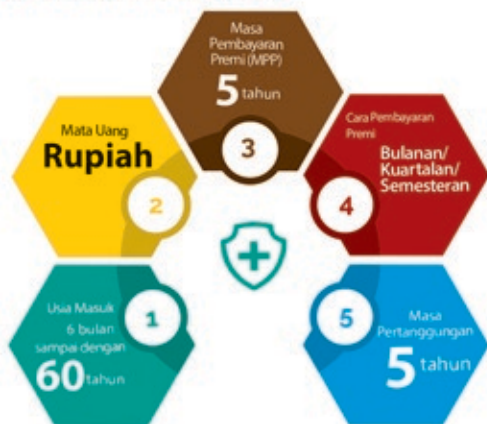 Usia Masuk
6 bulan
sampai dengan
60 tahun
1
Mata Uang
Rupiah
2
Masa
Pembayaran
Premi (MPP)
5 tahun
3
Cara Pembayaran
Premi
Bulanan/
Kuartalan/
Semesteran
4
5
Masa
Pertanggungan
5 tahun